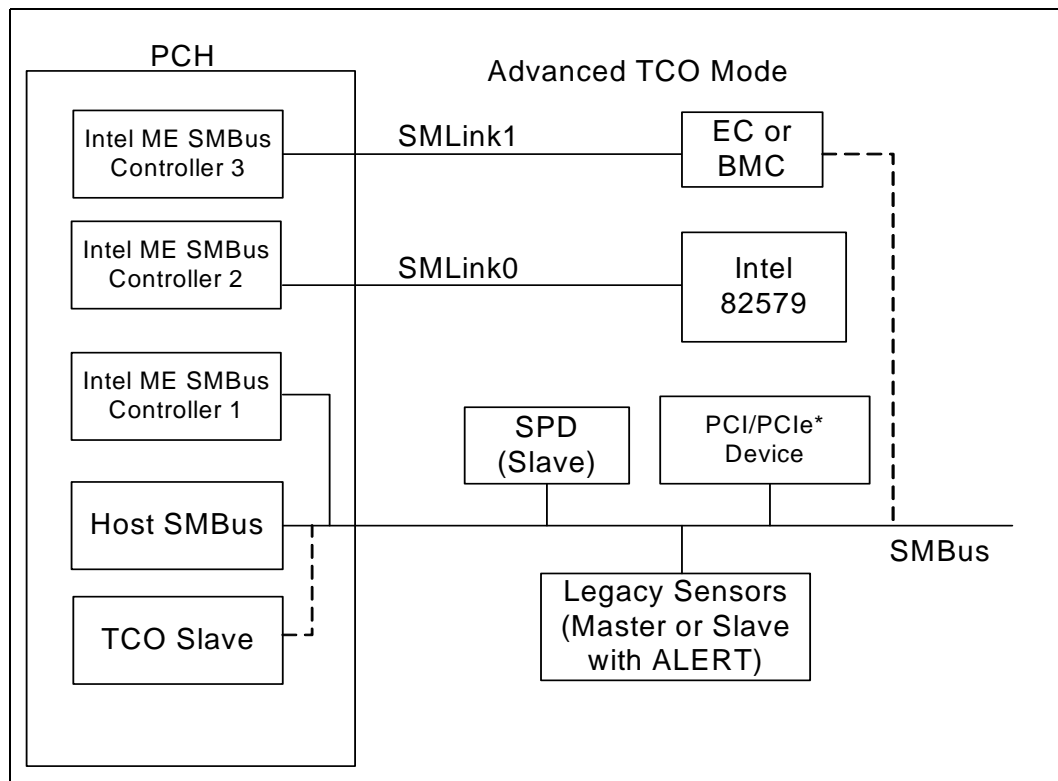 PCH
Advanced TCO Mode
Intel ME SMBus
Controller 3
SMLink1
EC or
BMC
Intel ME SMBus
Controller 2
SMLink0
Intel
82579
Intel ME SMBus
Controller 1
SPD
(Slave)
PCI/PCIe*
Device
Host SMBus
SMBus
TCO Slave
Legacy Sensors
(Master or Slave
with ALERT)